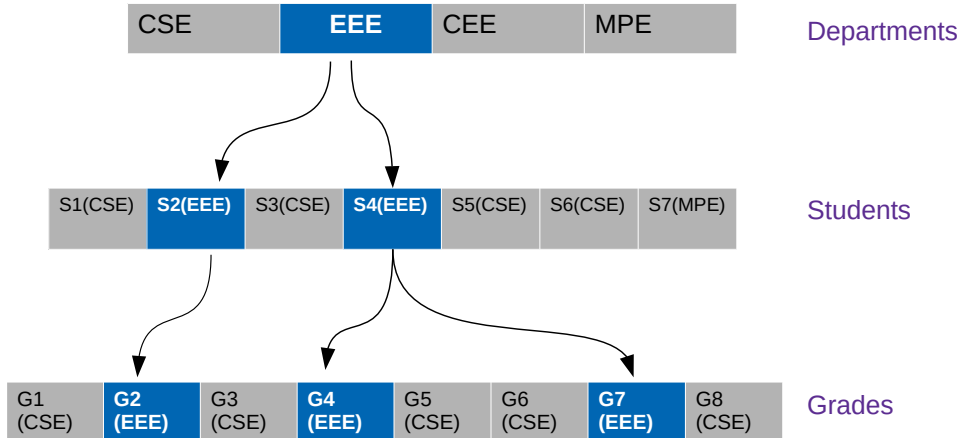 CSE EEE CEE MPE Departments
S1(CSE) S2(EEE) S3(CSE) S4(EEE) S5(CSE) S6(CSE) S7(MPE) Students
G1 G2 G3 G4 G5 G6 G7 G8
(CSE) (EEE) (CSE) (EEE) (CSE) (CSE) (EEE) (CSE)
Grades